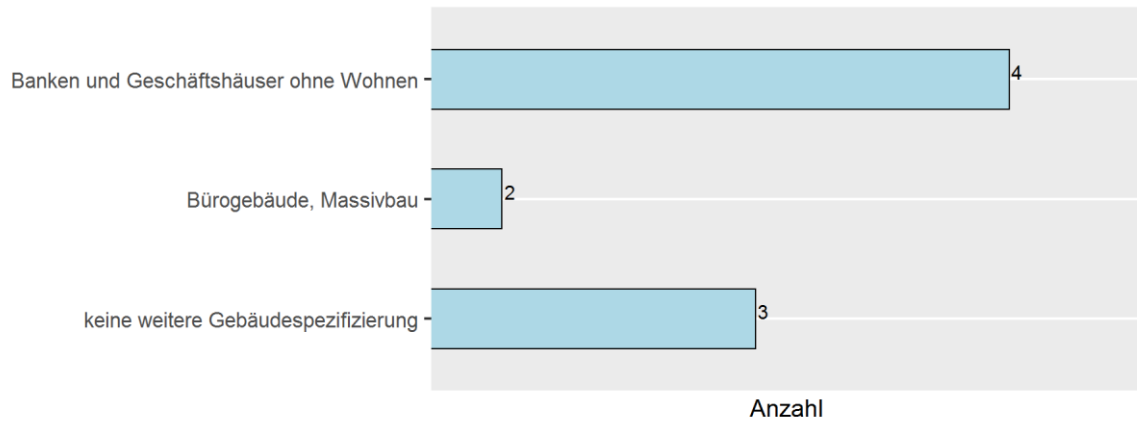 Banken und Geschäftshäuser ohne Wohnen
4
Bürogebäude, Massivbau
2
keine weitere Gebäudespezifizierung
3
Anzahl